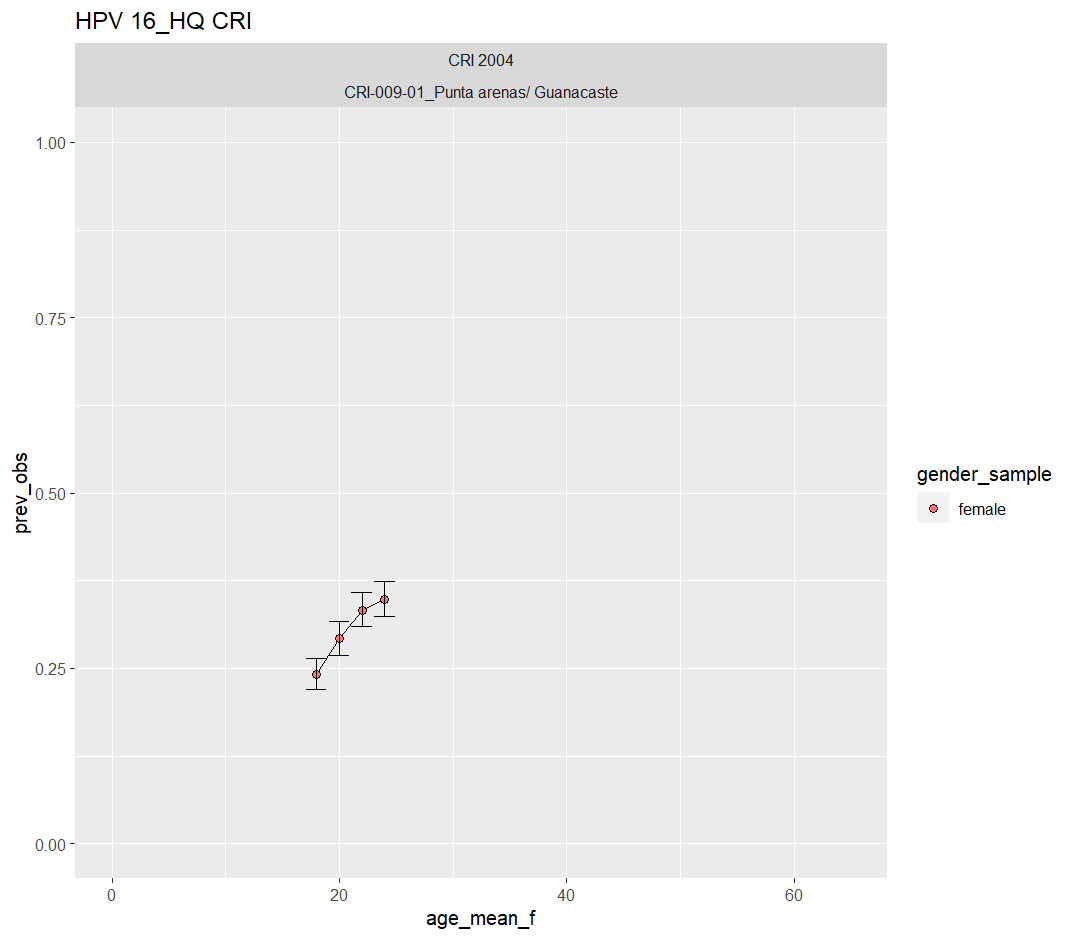 HPV 16_HQ CRI
CRI 2004
CRI-009-01_Punta arenas/ Guanacaste
1.00
0.75
0.50
0.25
0.00
prev_obs
0
20
40
60
age_mean_f
gender_sample
female